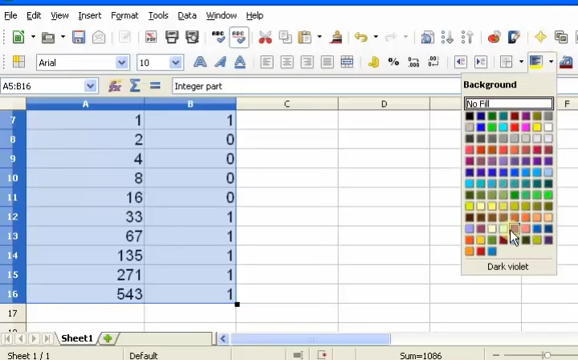 File Edit View Insert Format Tools Data Window Help
Arial 10
A5:B16 Integer part
Background
No Fill
A B C D F
7 1 1
8 2 0
9 4 0
10 8 0
11 16 0
12 33 1
13 67 1
14 135 1
15 271 1
16 543 1
17
Dark violet
Sheet1
Sheet 1 / 1 Default Sum=1086